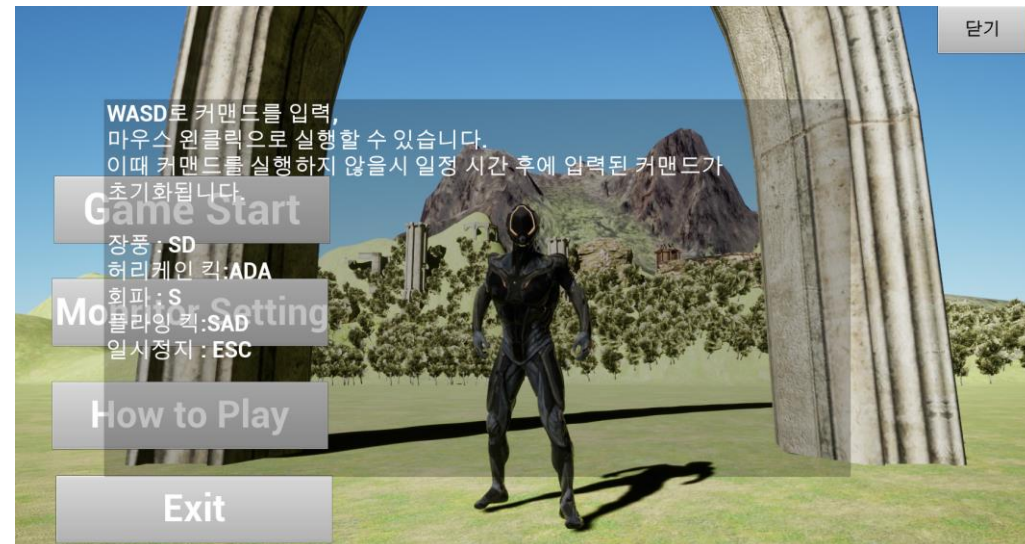 닫기
WASD로 커맨드를 입력,
마우스 왼클릭으로 실행할 수 있습니다.
이때 커맨드를 실행하지 않을시 일정 시간 후에 입력된 커맨드가
초기화됩니다.
Game Start
장풍 : SD
허리케인 킥:ADA
회피 : S
Monitor Setting
플라잉 킥:SAD
일시정지 : ESC
How to Play
Exit